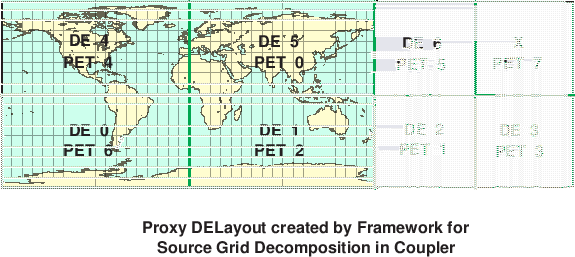 DE 4 DE 5 DE 6 X
PET 4 PET 0 PET 5 PET 7
DE 0 DE 1 DE 2 DE 3
PET 6 PET 2 PET 1 PET 3
Proxy DELayout created by Framework for
Source Grid Decomposition in Coupler